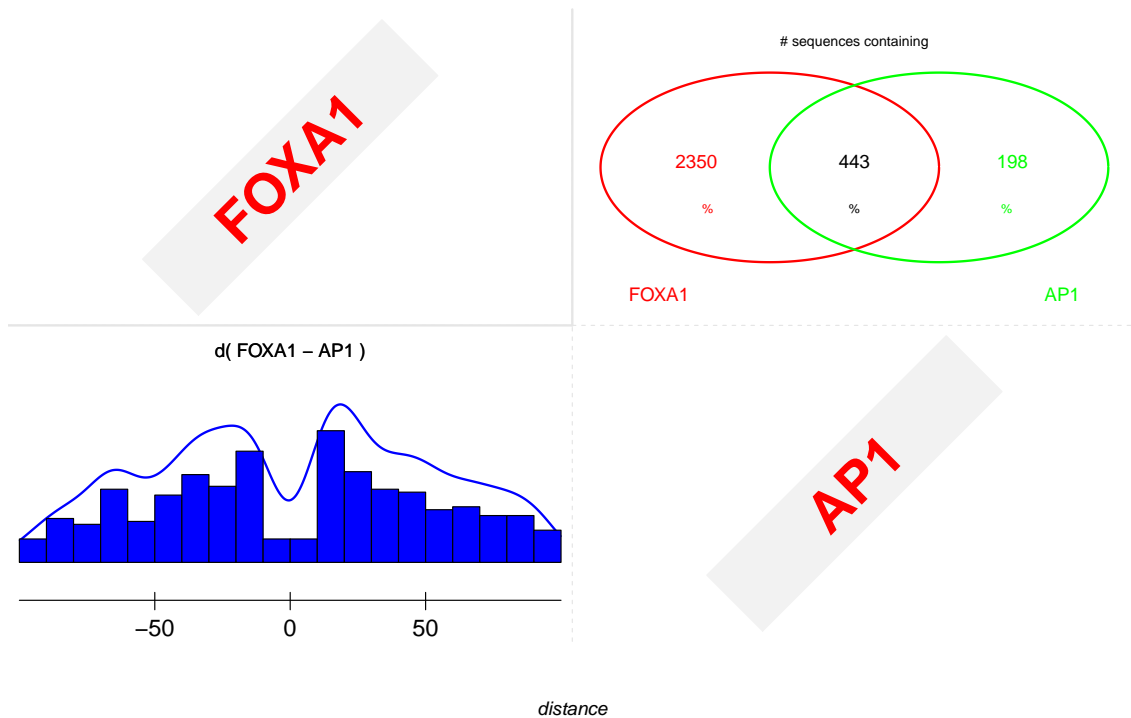 FOXA1
# sequences containing
2350 443 198
% % %
FOXA1 AP1
d( FOXA1 – AP1 )
−50 0 50
AP1
distance